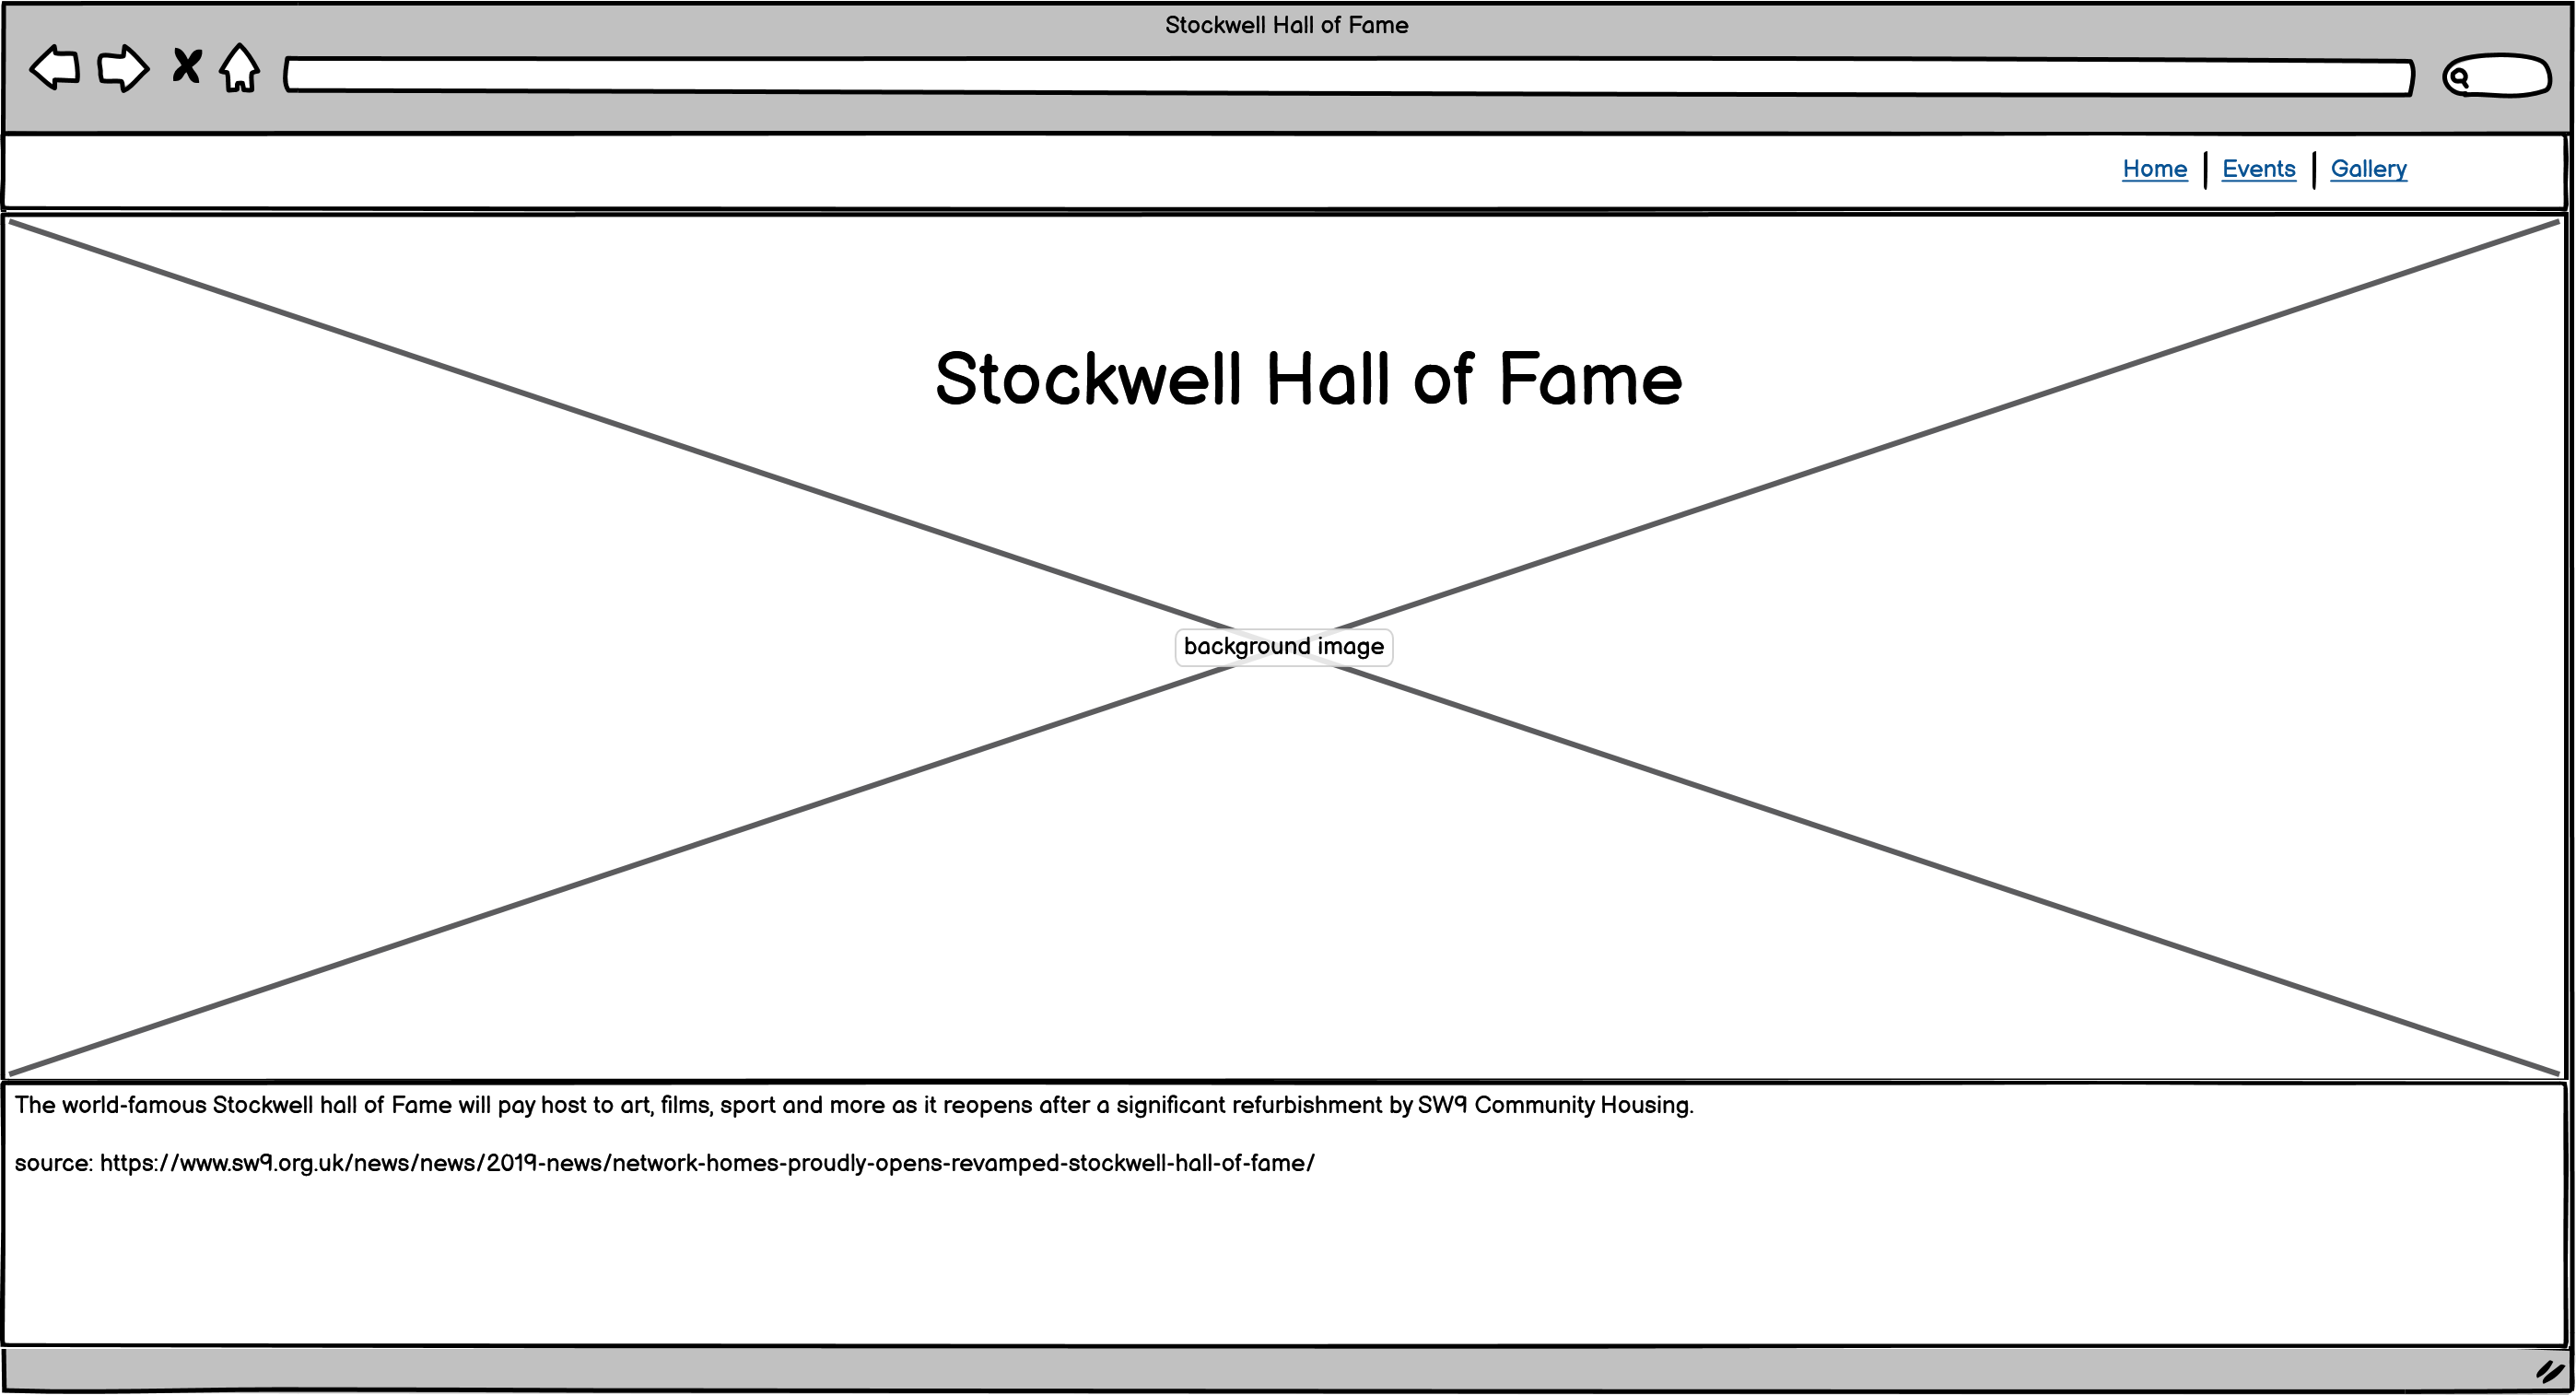 Stockwell Hall of Fame
Home | Events | Gallery
Stockwell Hall of Fame
background image
The world-famous Stockwell hall of Fame will pay host to art, films, sport and more as it reopens after a significant refurbishment by SW9 Community Housing.
source: https://www.sw9.org.uk/news/news/2019-news/network-homes-proudly-opens-revamped-stockwell-hall-of-fame/